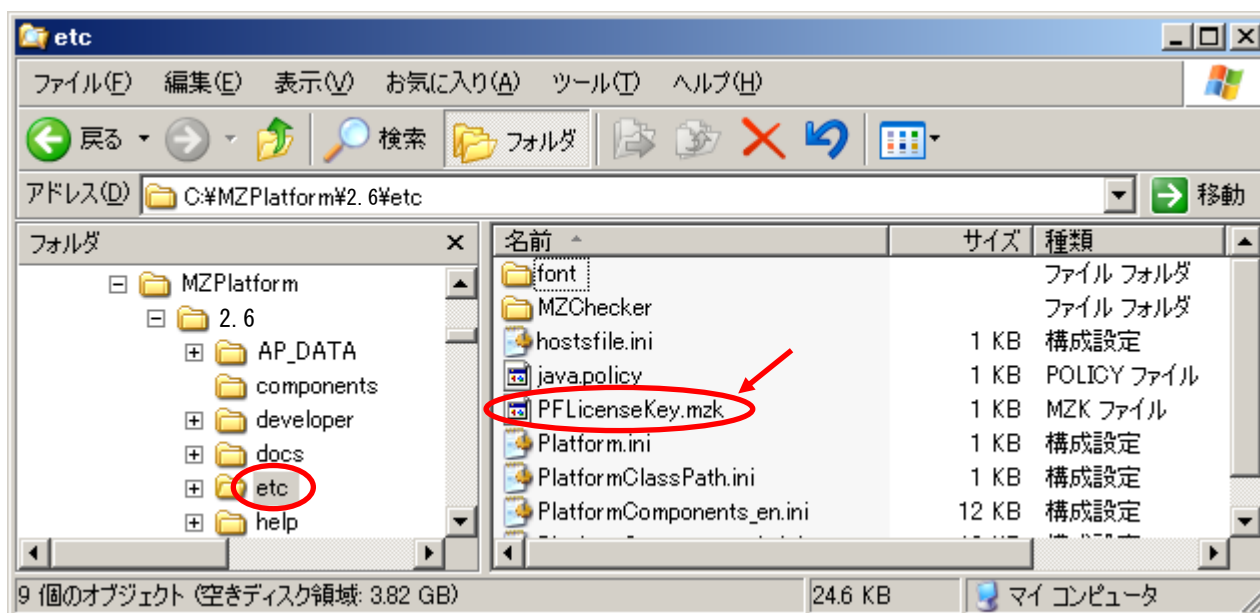 etc
ファイル(F) 編集(E) 表示(V) お気に入り(A) ツール(T) ヘルプ(H)
戻る 検索 フォルダ
アドレス(D) C:¥MZPlatform¥2.6¥etc 移動
フォルダ
MZPlatform
2.6
AP_DATA
components
developer
docs
etc
help
名前 サイズ 種類
font ファイル フォルダ
MZChecker ファイル フォルダ
hostsfile.ini 1 KB 構成設定
java.policy 1 KB POLICY ファイル
PFLicenseKey.mzk 1 KB MZK ファイル
Platform.ini 1 KB 構成設定
PlatformClassPath.ini 1 KB 構成設定
PlatformComponents_en.ini 12 KB 構成設定
9 個のオブジェクト (空きディスク領域: 3.82 GB) 24.6 KB マイ コンピュータ